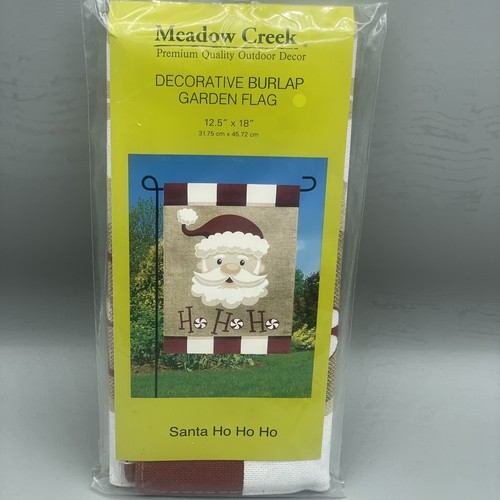 Meadow Creek
Premium Quality Outdoor Decor
DECORATIVE BURLAP
GARDEN FLAG
12.5" x 18"
31.75 cm x 45.72 cm
Ho Ho Ho
Santa Ho Ho Ho